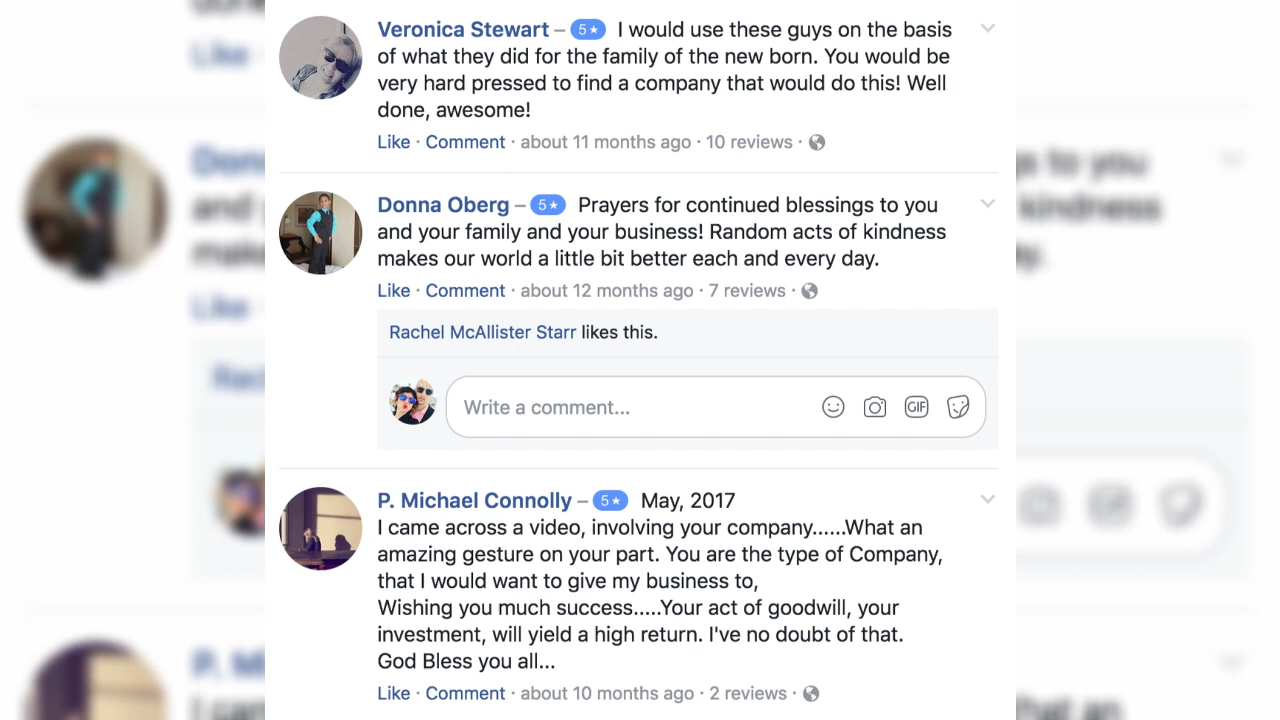 Veronica Stewart – 5★ I would use these guys on the basis
of what they did for the family of the new born. You would be
very hard pressed to find a company that would do this! Well
done, awesome!
Like · Comment · about 11 months ago · 10 reviews ·
Donna Oberg – 5★ Prayers for continued blessings to you
and your family and your business! Random acts of kindness
makes our world a little bit better each and every day.
Like · Comment · about 12 months ago · 7 reviews ·
Rachel McAllister Starr likes this.
Write a comment...
GIF
P. Michael Connolly – 5★ May, 2017
I came across a video, involving your company......What an
amazing gesture on your part. You are the type of Company,
that I would want to give my business to,
Wishing you much success.....Your act of goodwill, your
investment, will yield a high return. I've no doubt of that.
God Bless you all...
Like · Comment · about 10 months ago · 2 reviews ·